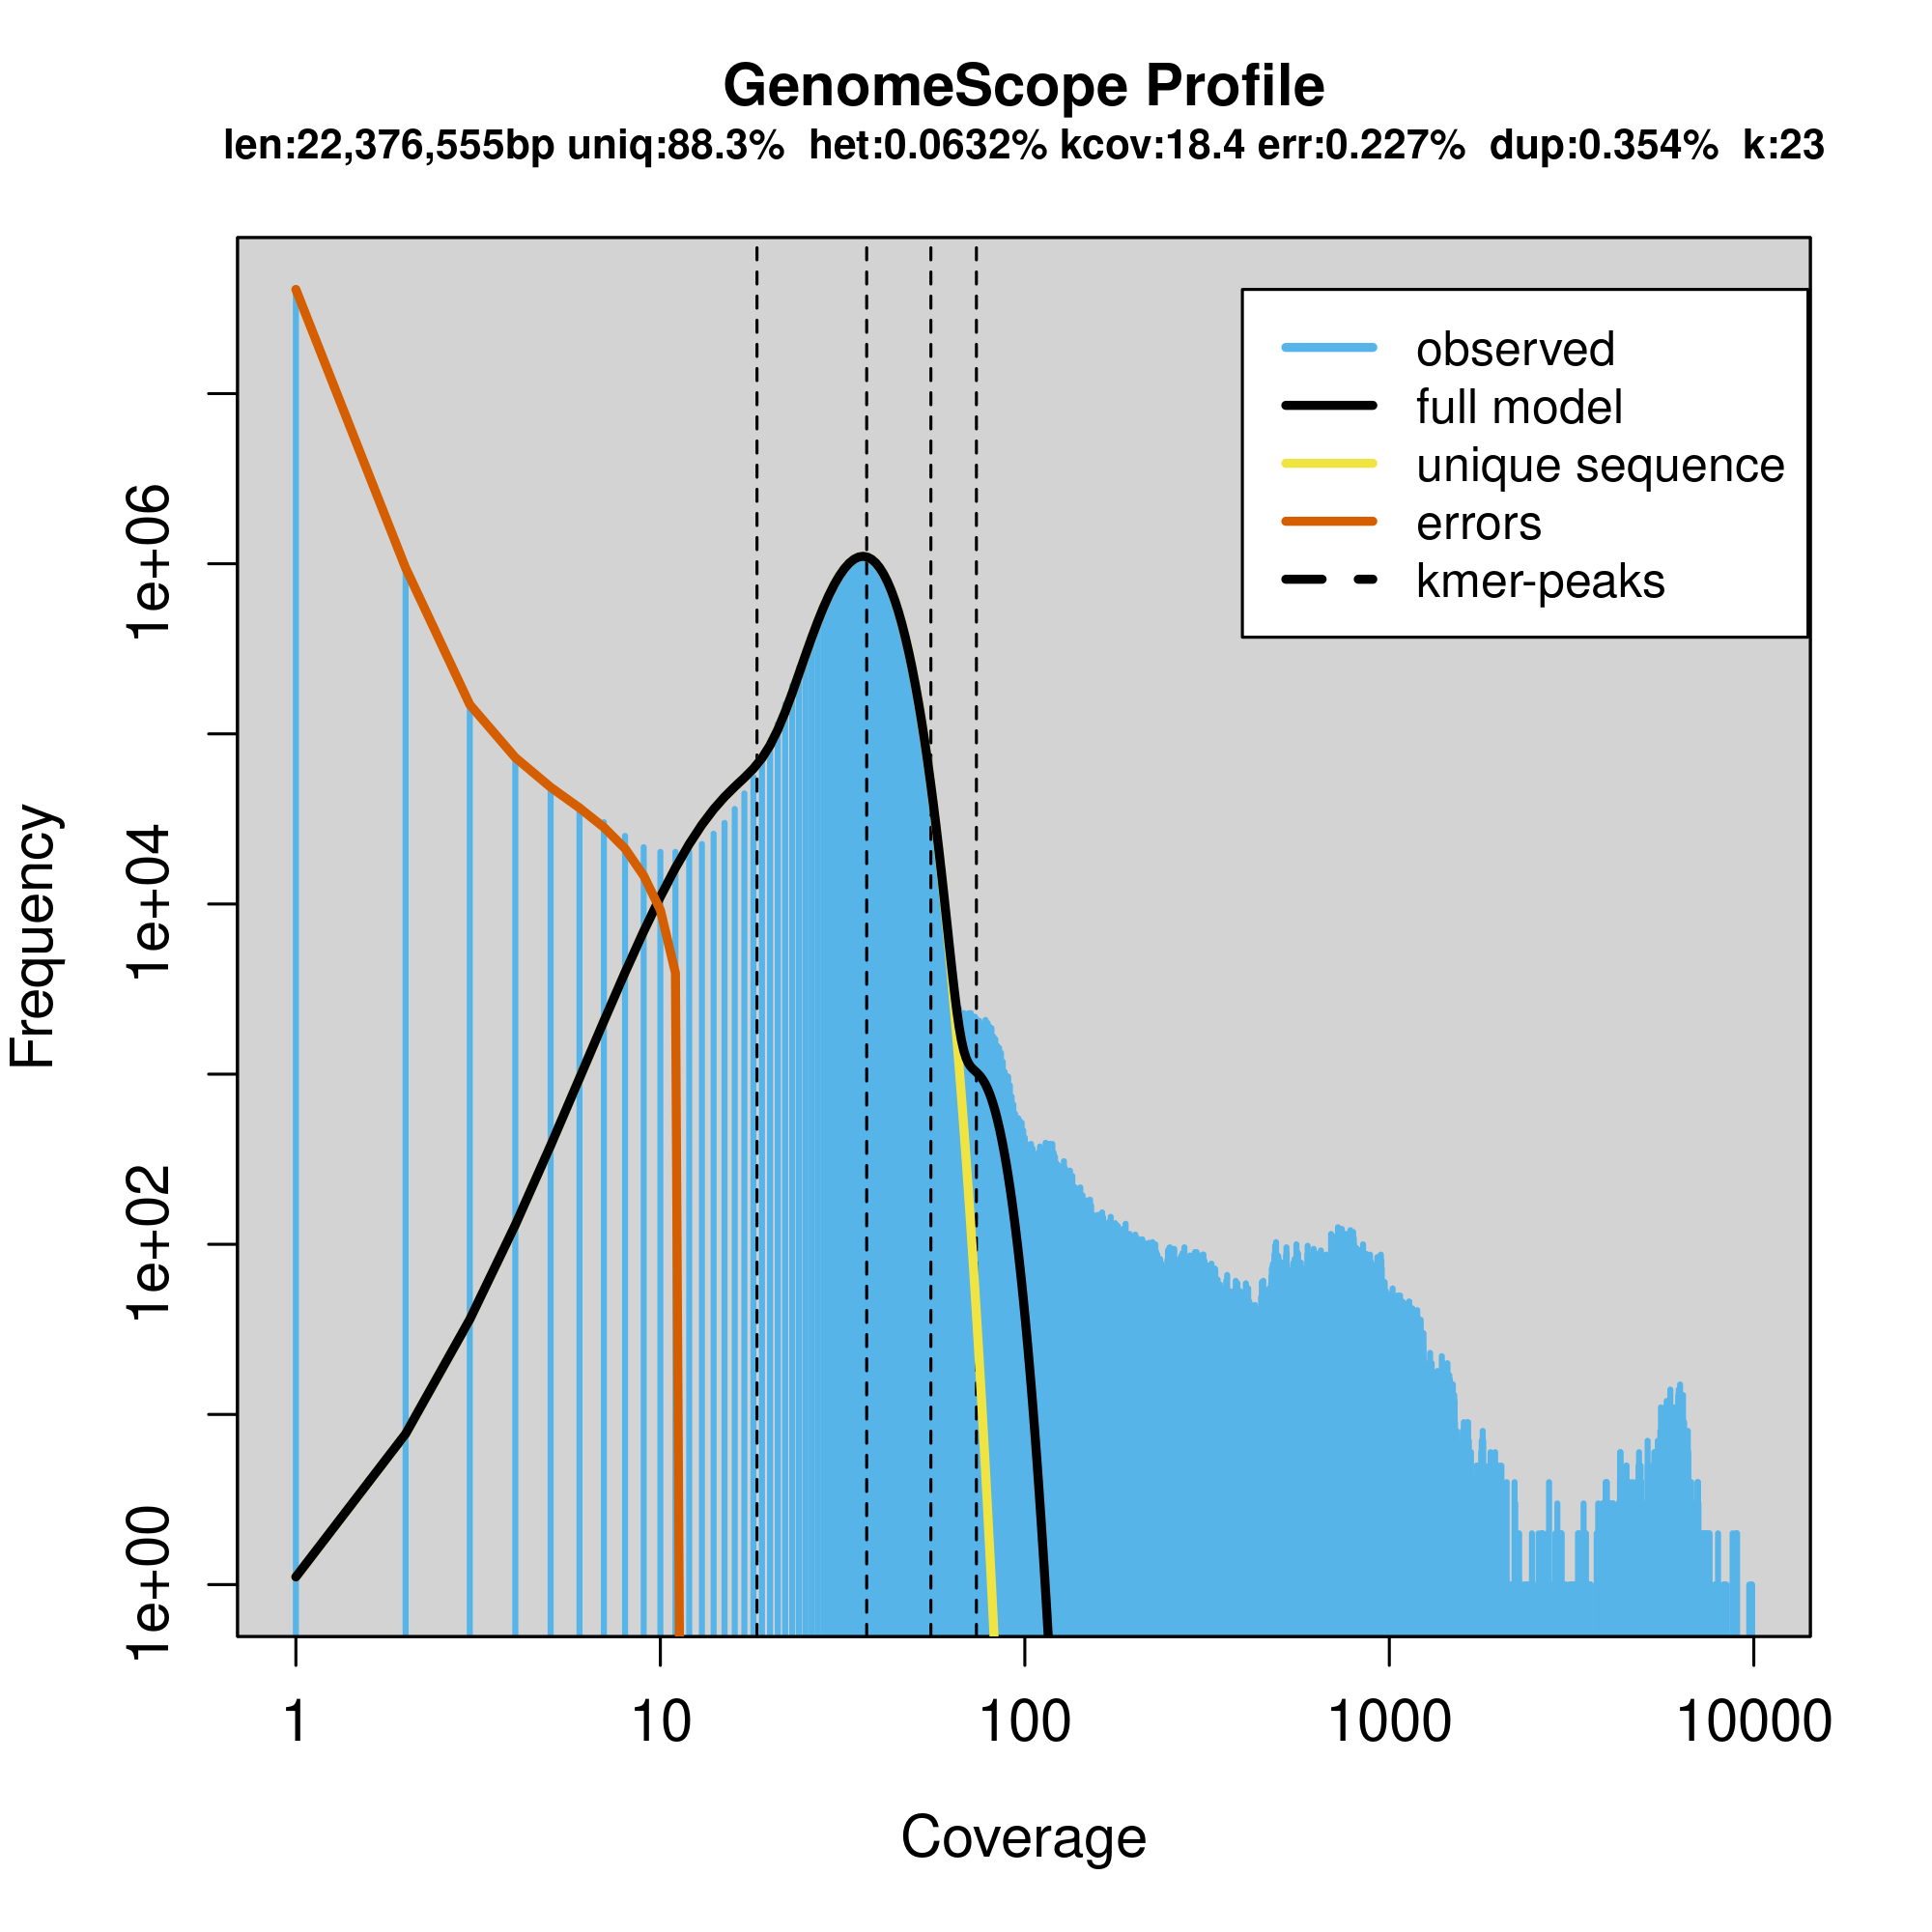 GenomeScope Profile
len:22,376,555bp uniq:88.3% het:0.0632% kcov:18.4 err:0.227% dup:0.354% k:23
observed
full model
unique sequence
errors
kmer-peaks
Frequency
1e+06
1e+04
1e+02
1e+00
1 10 100 1000 10000
Coverage